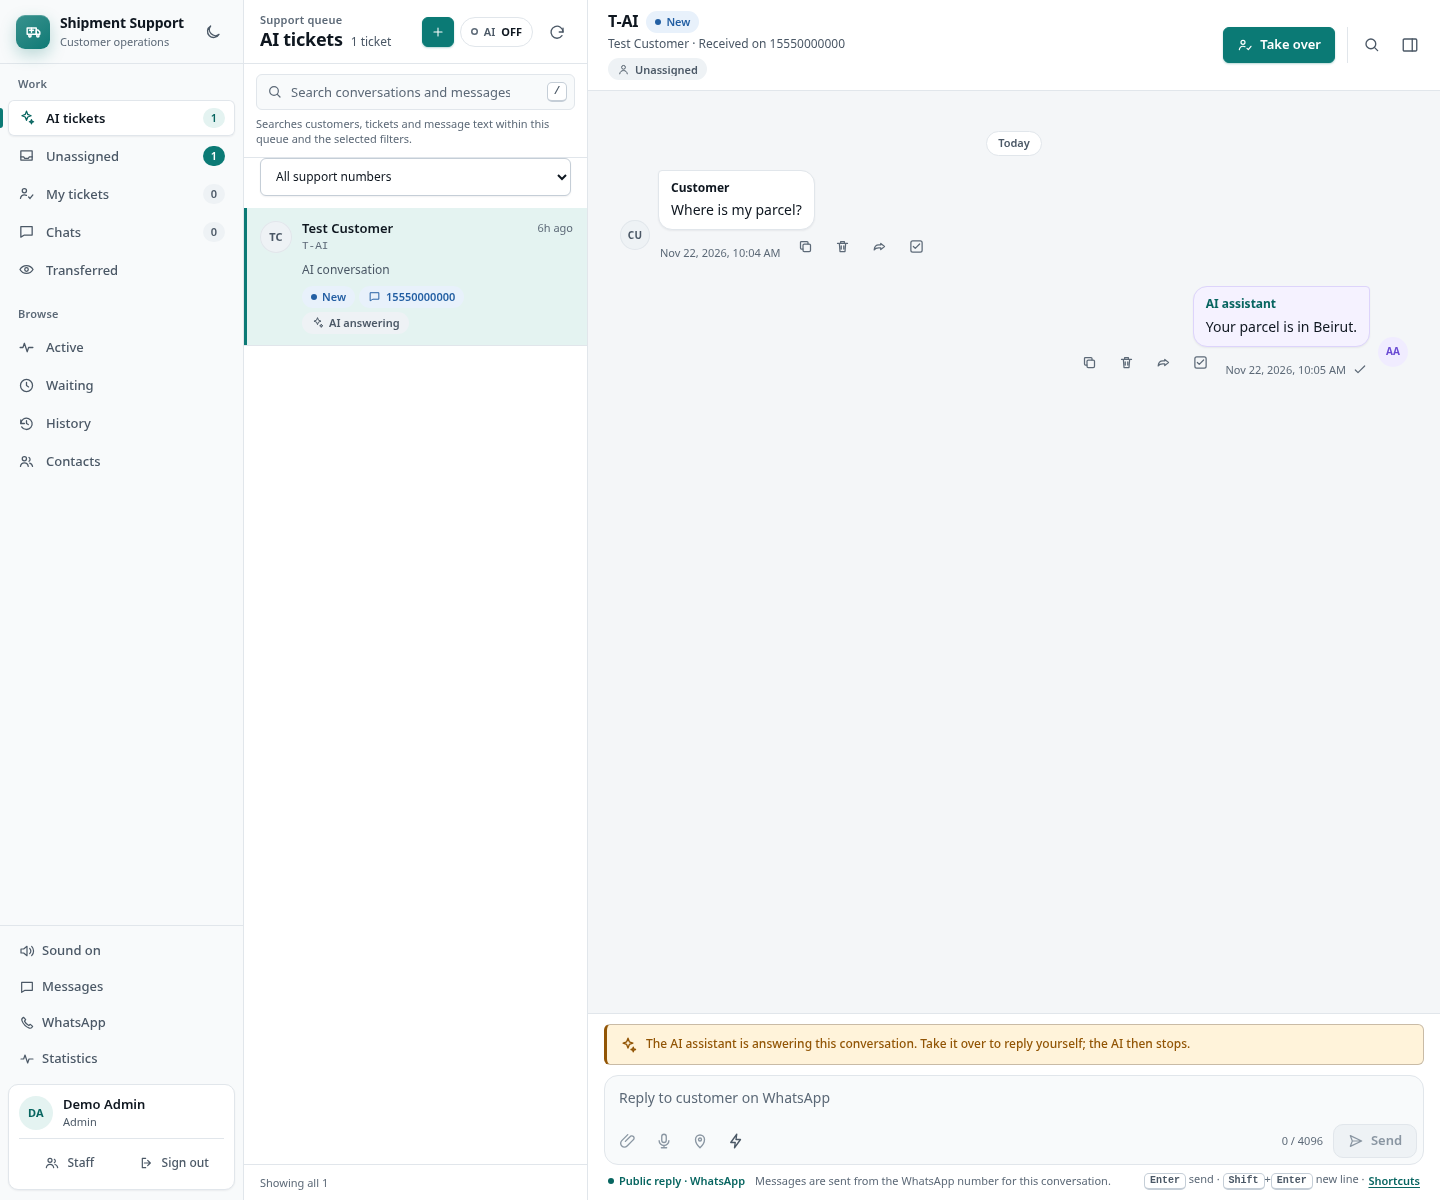 Shipment Support
Customer operations
Work
AI tickets 1
Unassigned 1
My tickets 0
Chats 0
Transferred
Browse
Active
Waiting
History
Contacts
Sound on
Messages
WhatsApp
Statistics
DA
Demo Admin
Admin
Staff
Sign out
Support queue
AI tickets 1 ticket
+
AI OFF
Search conversations and messages /
Searches customers, tickets and message text within this
queue and the selected filters.
All support numbers
TC
Test Customer 6h ago
T-AI
AI conversation
New 15550000000
AI answering
Showing all 1
T-AI New
Test Customer · Received on 15550000000
Unassigned
Take over
Today
Customer
Where is my parcel?
CU
Nov 22, 2026, 10:04 AM
AI assistant
Your parcel is in Beirut.
AA
Nov 22, 2026, 10:05 AM
The AI assistant is answering this conversation. Take it over to reply yourself; the AI then stops.
Reply to customer on WhatsApp
0 / 4096
Send
Public reply · WhatsApp Messages are sent from the WhatsApp number for this conversation.
Enter send · Shift+Enter new line · Shortcuts